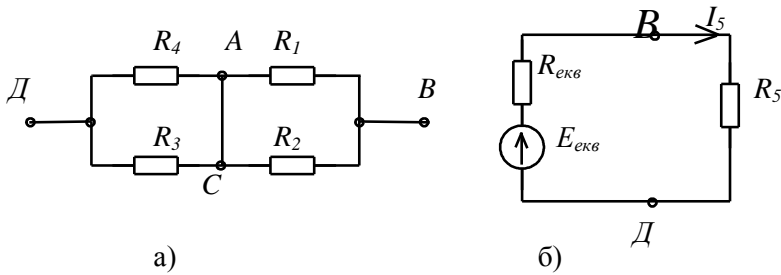 R4 A R1
Д B
R3 R2
C
а)
B I5
Rекв R5
Eекв
Д
б)